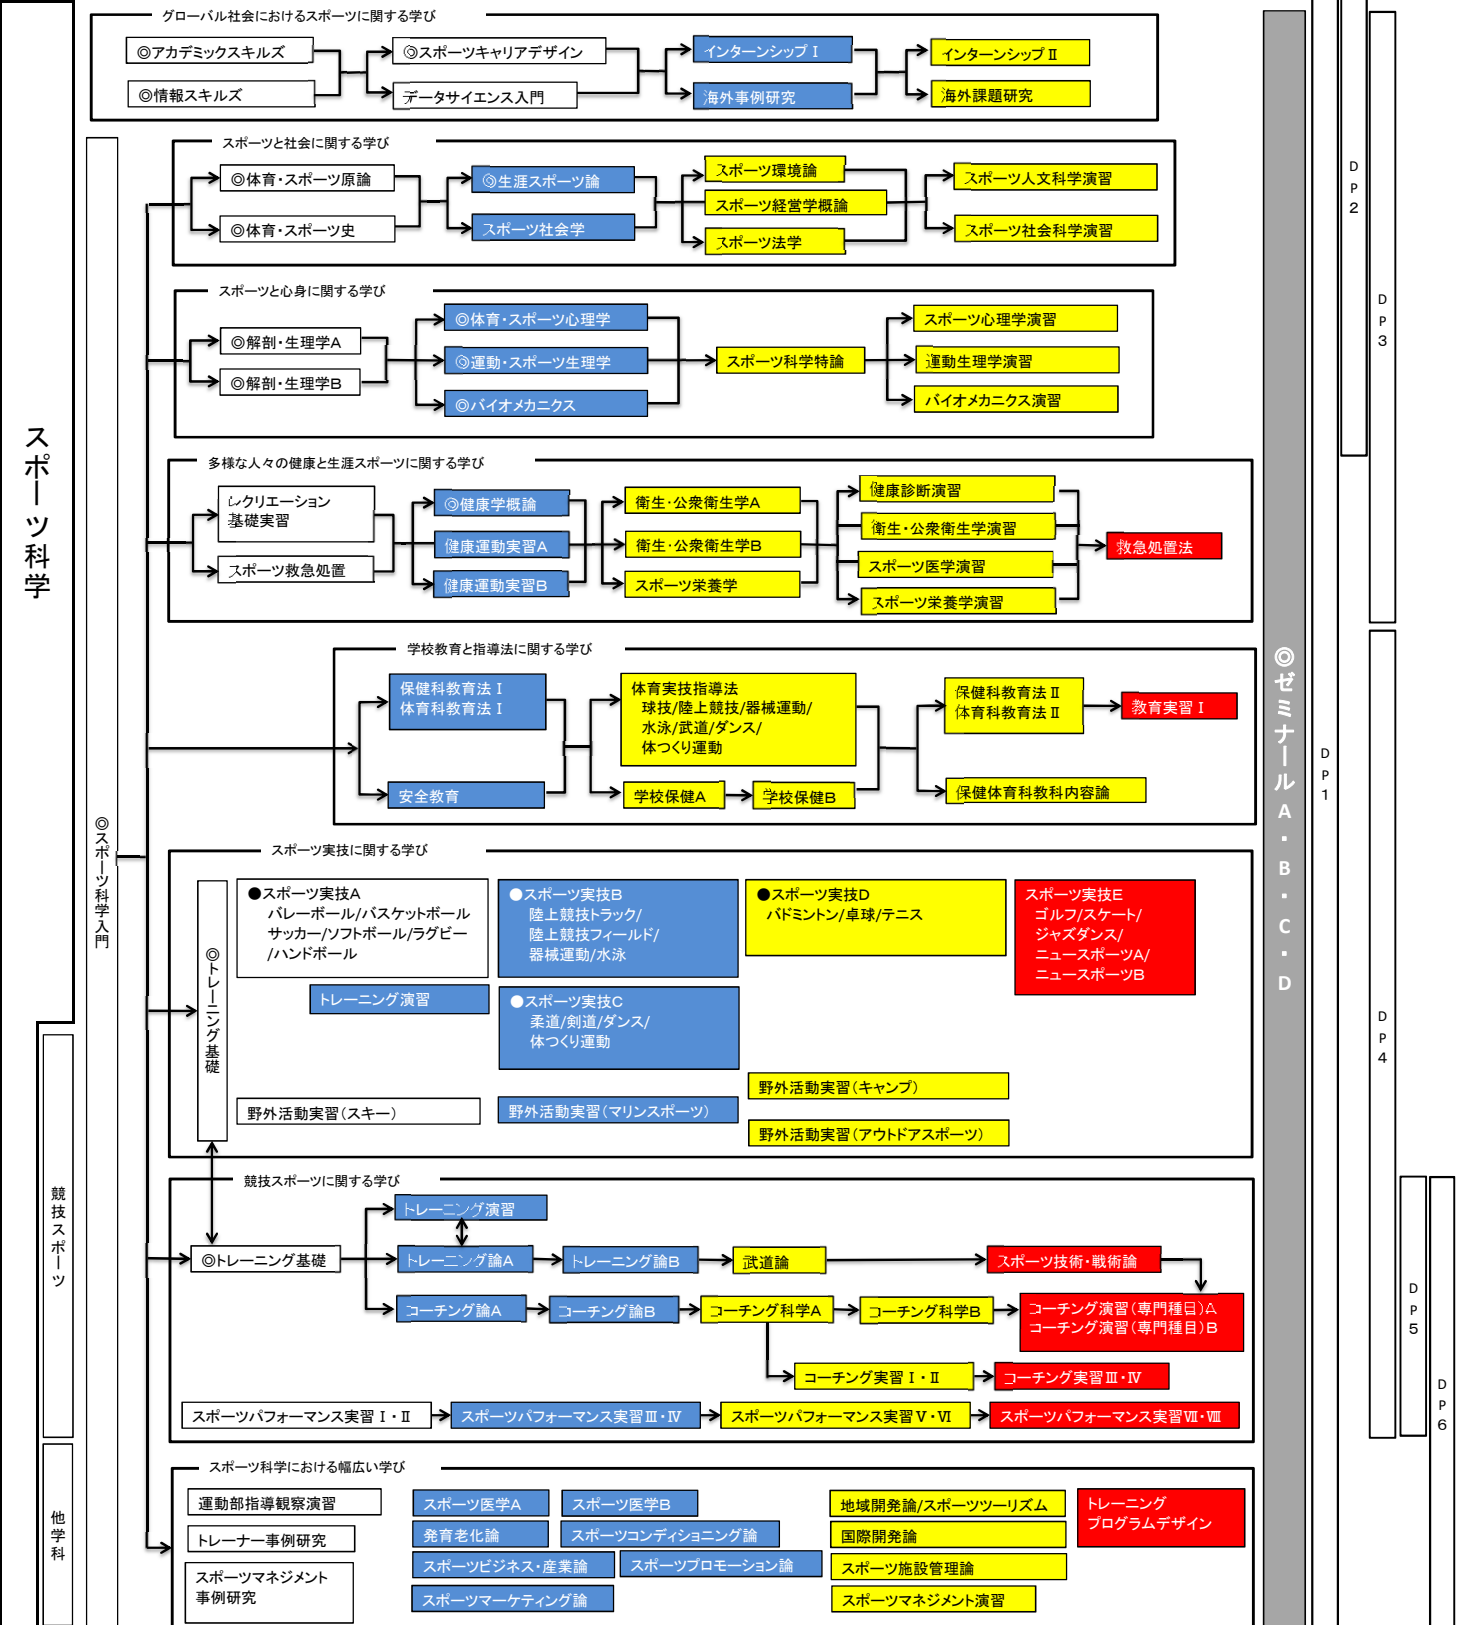 グローバル社会におけるスポーツに関する学び
◎アカデミックスキルズ
◎スポーツキャリアデザイン
インターンシップⅠ
インターンシップⅡ
◎情報スキルズ
データサイエンス入門
海外事例研究
海外課題研究
スポーツと社会に関する学び
◎体育・スポーツ原論
◎生涯スポーツ論
スポーツ環境論
スポーツ人文科学演習
スポーツ経営学概論
◎体育・スポーツ史
スポーツ社会学
スポーツ法学
スポーツ社会科学演習
スポーツと心身に関する学び
◎解剖・生理学A
◎体育・スポーツ心理学
スポーツ心理学演習
◎運動・スポーツ生理学
スポーツ科学特論
運動生理学演習
◎解剖・生理学B
◎バイオメカニクス
バイオメカニクス演習
多様な人々の健康と生涯スポーツに関する学び
レクリエーション
基礎実習
◎健康学概論
衛生・公衆衛生学A
健康診断演習
健康運動実習A
衛生・公衆衛生学B
衛生・公衆衛生学演習
救急処置法
スポーツ救急処置
健康運動実習B
スポーツ栄養学
スポーツ医学演習
スポーツ栄養学演習
学校教育と指導法に関する学び
保健科教育法Ⅰ
体育科教育法Ⅰ
体育実技指導法
球技/陸上競技/器械運動/
水泳/武道/ダンス/
体つくり運動
保健科教育法Ⅱ
体育科教育法Ⅱ
教育実習Ⅰ
安全教育
学校保健A
学校保健B
保健体育科教科内容論
スポーツ実技に関する学び
◎トレーニング基礎
●スポーツ実技A
バレーボール/バスケットボール
サッカー/ソフトボール/ラグビー
/ハンドボール
●スポーツ実技B
陸上競技トラック/
陸上競技フィールド/
器械運動/水泳
●スポーツ実技D
バドミントン/卓球/テニス
スポーツ実技E
ゴルフ/スケート/
ジャズダンス/
ニュースポーツA/
ニュースポーツB
トレーニング演習
●スポーツ実技C
柔道/剣道/ダンス/
体つくり運動
野外活動実習(キャンプ)
野外活動実習(スキー)
野外活動実習(マリンスポーツ)
野外活動実習(アウトドアスポーツ)
競技スポーツに関する学び
トレーニング演習
◎トレーニング基礎
トレーニング論A
トレーニング論B
武道論
スポーツ技術・戦術論
コーチング論A
コーチング論B
コーチング科学A
コーチング科学B
コーチング演習(専門種目)A
コーチング演習(専門種目)B
コーチング実習Ⅰ・Ⅱ
コーチング実習Ⅲ・Ⅳ
スポーツパフォーマンス実習Ⅰ・Ⅱ
スポーツパフォーマンス実習Ⅲ・Ⅳ
スポーツパフォーマンス実習Ⅴ・Ⅵ
スポーツパフォーマンス実習Ⅶ・Ⅷ
スポーツ科学における幅広い学び
運動部指導観察演習
スポーツ医学A
スポーツ医学B
地域開発論/スポーツツーリズム
トレーニング
プログラムデザイン
トレーナー事例研究
発育老化論
スポーツコンディショニング論
国際開発論
スポーツマネジメント
事例研究
スポーツビジネス・産業論
スポーツプロモーション論
スポーツ施設管理論
スポーツマーケティング論
スポーツマネジメント演習
スポーツ科学
競技スポーツ
他学科
◎スポーツ科学入門
◎ゼミナールA・B・C・D
DP1
DP2
DP3
DP4
DP5
DP6